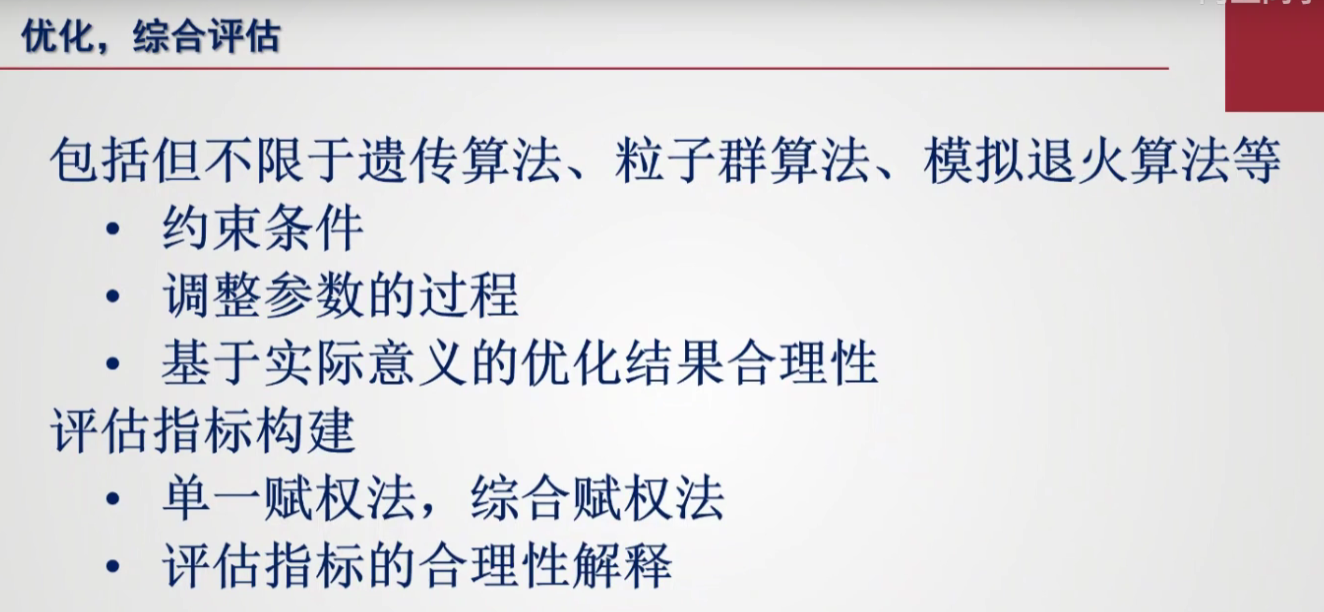 优化，综合评估
包括但不限于遗传算法、粒子群算法、模拟退火算法等
• 约束条件
• 调整参数的过程
• 基于实际意义的优化结果合理性
评估指标构建
• 单一赋权法，综合赋权法
• 评估指标的合理性解释